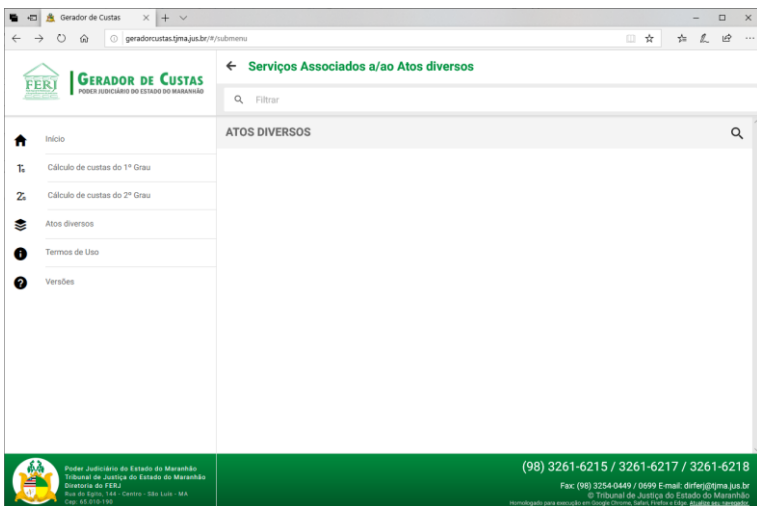 Gerador de Custas
geradorcustas.tjma.jus.br/#/submenu
FERJ
GERADOR DE CUSTAS
PODER JUDICIÁRIO DO ESTADO DO MARANHÃO
Serviços Associados a/ao Atos diversos
Filtrar
ATOS DIVERSOS
Início
Cálculo de custas do 1º Grau
Cálculo de custas do 2º Grau
Atos diversos
Termos de Uso
Versões
Poder Judiciário do Estado do Maranhão
Tribunal de Justiça do Estado do Maranhão
Diretoria do FERJ
Rua do Egito, 144 - Centro - São Luís - MA
Cep: 65.010-190
(98) 3261-6215 / 3261-6217 / 3261-6218
Fax: (98) 3254-0449 / 0699 E-mail: dirferj@tjma.jus.br
© Tribunal de Justiça do Estado do Maranhão
Homologado para execução em Google Chrome, Safari, Firefox e Edge. Atualize seu navegador.